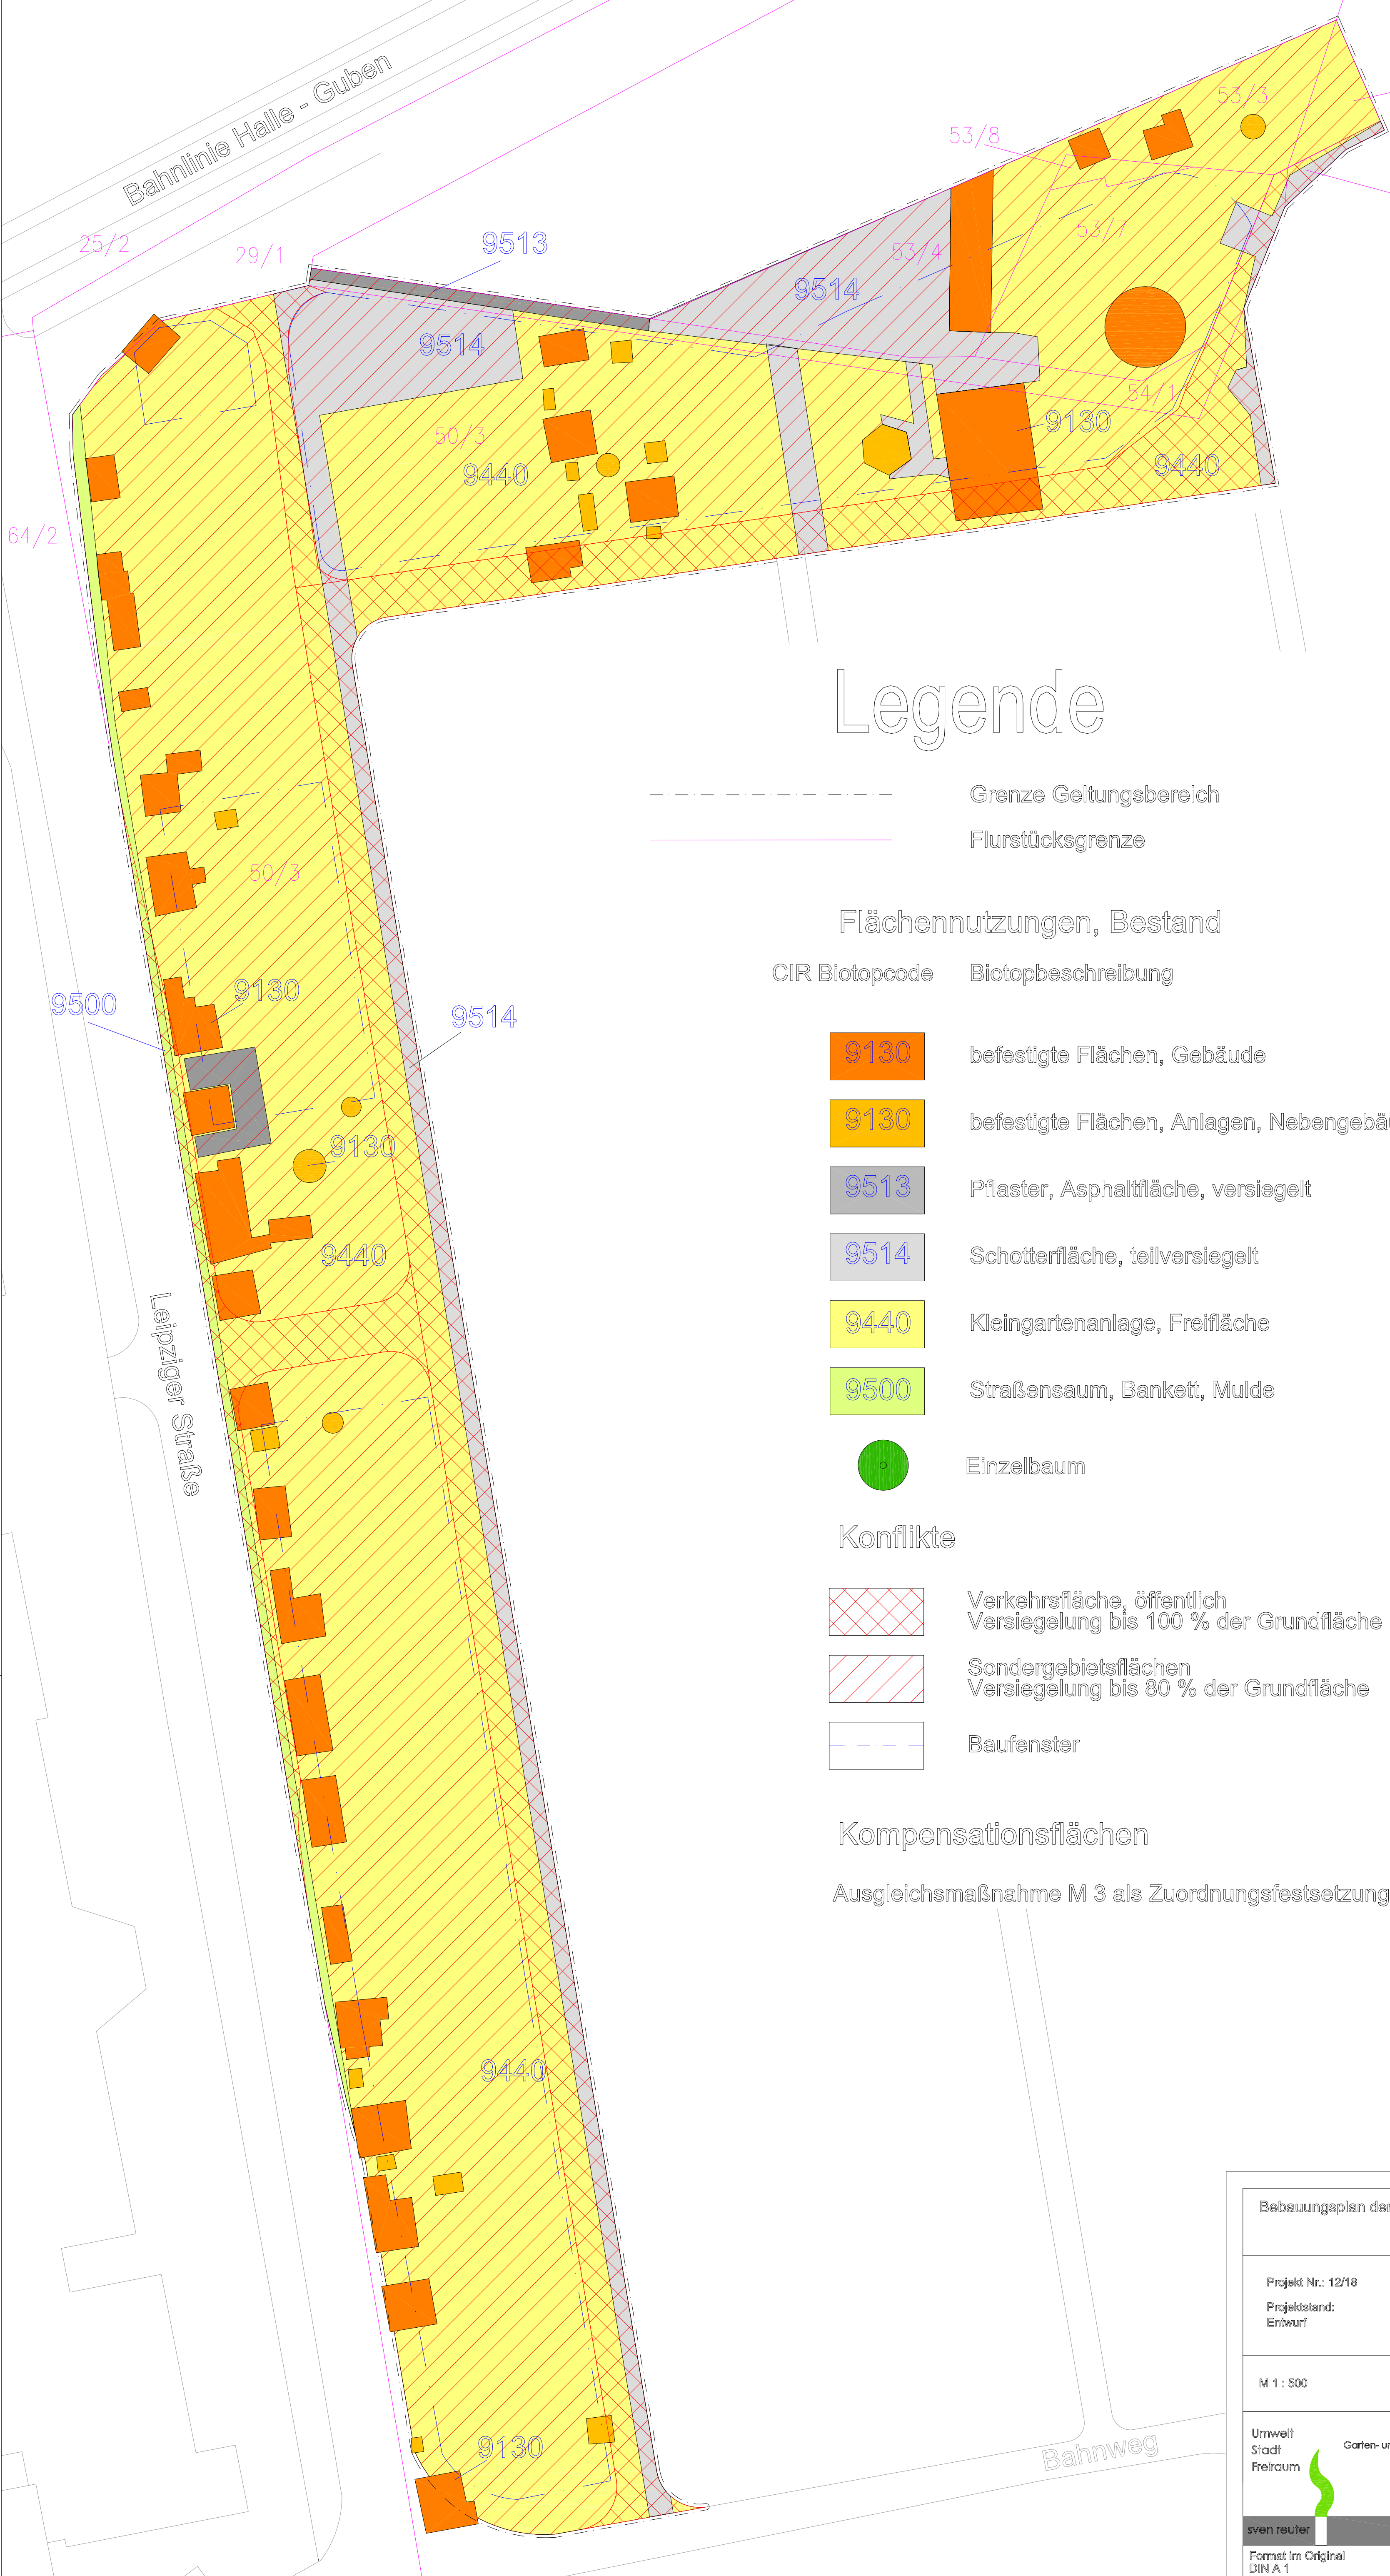 Bahnlinie Halle - Guben
25/2
29/1
64/2
9513
9514
9514
53/8
53/3
53/4
53/7
54/1
50/3
9440
9130
9440
50/3
9500
9130
9514
9130
9440
Leipziger Straße
9440
9130
Bahnweg
Legende
Grenze Geltungsbereich
Flurstücksgrenze
Flächennutzungen, Bestand
CIR Biotopcode Biotopbeschreibung
9130 befestigte Flächen, Gebäude
9130 befestigte Flächen, Anlagen,
9513 Pflaster, Asphaltfläche, versiegelt
9514 Schotterfläche, teilversiegelt
9440 Kleingartenanlage, Freifläche
9500 Straßensaum, Bankett, Mulde
Einzelbaum
Konflikte
Verkehrsfläche, öffentlich
Versiegelung bis 100 % der Grundfläche
Sondergebietsflächen
Versiegelung bis 80 % der Grundfläche
Baufenster
Kompensationsflächen
Ausgleichsmaßnahme M 3 als Zuordnungsfestsetzung
Bebauungsplan der
Projekt Nr.: 12/18
Projektstand:
Entwurf
M 1 : 500
Umwelt
Stadt
Freiraum
Garten-
sven reuter
Format im Original
DIN A 1